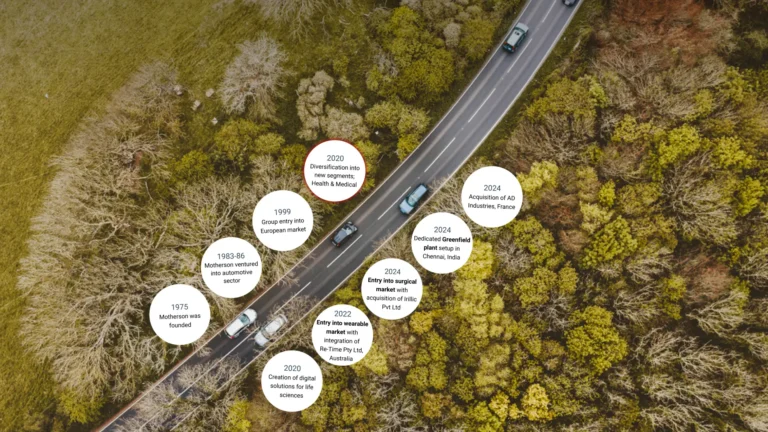 1975
Motherson was
founded
1983-86
Motherson ventured
into automotive
sector
1999
Group entry into
European market
2020
Diversification into
new segments;
Health & Medical
2020
Creation of digital
solutions for life
sciences
2022
Entry into wearable
market with
integration of
Re-Time Pty Ltd,
Australia
2024
Entry into surgical
market with
acquisition of Irillic
Pvt Ltd
2024
Dedicated Greenfield
plant setup in
Chennai, India
2024
Acquisition of AD
Industries, France